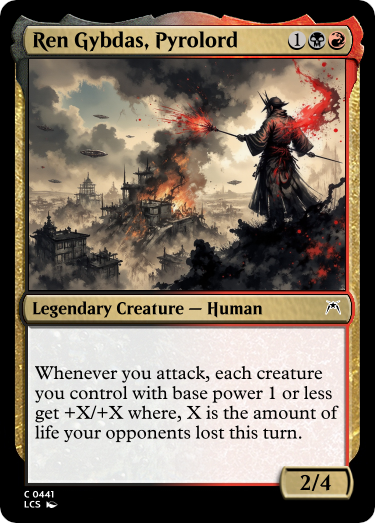 Ren Gybdas, Pyrolord 1
Legendary Creature — Human
Whenever you attack, each creature
you control with base power 1 or less
get +X/+X where, X is the amount of
life your opponents lost this turn.
2/4
C 0441
LCS